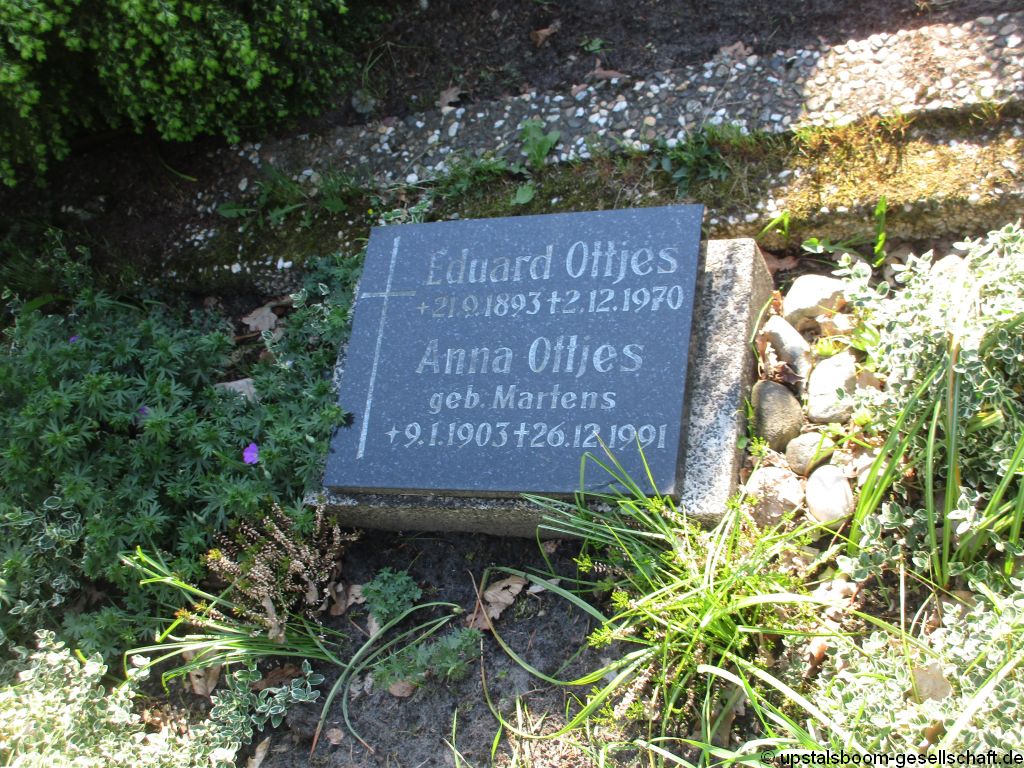 Eduard Ottjes
+21.9.1893 †2.12.1970
Anna Ottjes
geb. Martens
+9.1.1903 †26.12.1991
© upstalsboom-gesellschaft.de